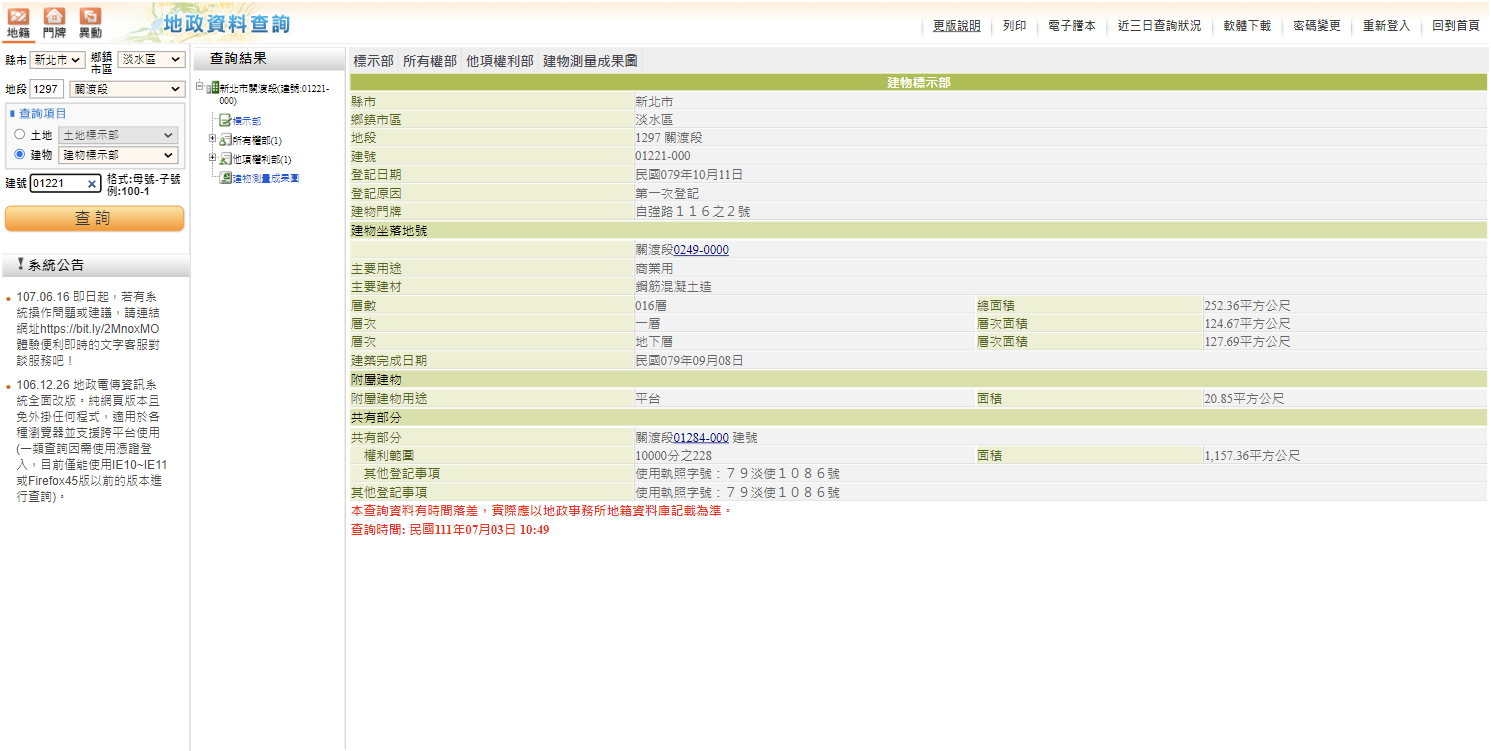 地籍 門牌 異動 地政資料查詢 更版說明 列印 電子謄本 近三日查詢狀況 軟體下載 密碼變更 重新登入 回到首頁
縣市 新北市 鄉鎮市區 淡水區
地段 1297 關渡段
查詢項目
土地 土地標示部
建物 建物標示部
建號 01221 × 格式:母號-子號
例:100-1
查詢
系統公告
107.06.16 即日起，若有系
統操作問題或建議，請連結
網址https://bit.ly/2MnoxMO
體驗便利即時的文字客服對
談服務吧！
106.12.26 地政電傳資訊系
統全面改版。純網頁版本且
免外掛任何程式，適用於各
種瀏覽器並支援跨平台使用
(一類查詢因需使用憑證登
入，目前僅能使用IE10~IE11
或Firefox45版以前的版本進
行查詢)。
查詢結果
新北市關渡段(建號:01221-
000)
標示部
所有權部(1)
他項權利部(1)
建物測量成果圖
標示部 所有權部 他項權利部 建物測量成果圖
建物標示部
縣市 新北市
鄉鎮市區 淡水區
地段 1297 關渡段
建號 01221-000
登記日期 民國079年10月11日
登記原因 第一次登記
建物門牌 自強路１１６之２號
建物坐落地號
關渡段0249-0000
主要用途 商業用
主要建材 鋼筋混凝土造
層數 016層 總面積 252.36平方公尺
層次 一層 層次面積 124.67平方公尺
層次 地下層 層次面積 127.69平方公尺
建築完成日期 民國079年09月08日
附屬建物
附屬建物用途 平台 面積 20.85平方公尺
共有部分
共有部分 關渡段01284-000 建號
權利範圍 10000分之228 面積 1,157.36平方公尺
其他登記事項 使用執照字號：７９淡使１０８６號
其他登記事項 使用執照字號：７９淡使１０８６號
本查詢資料有時間落差，實際應以地政事務所地籍資料庫記載為準。
查詢時間: 民國111年07月03日 10:49